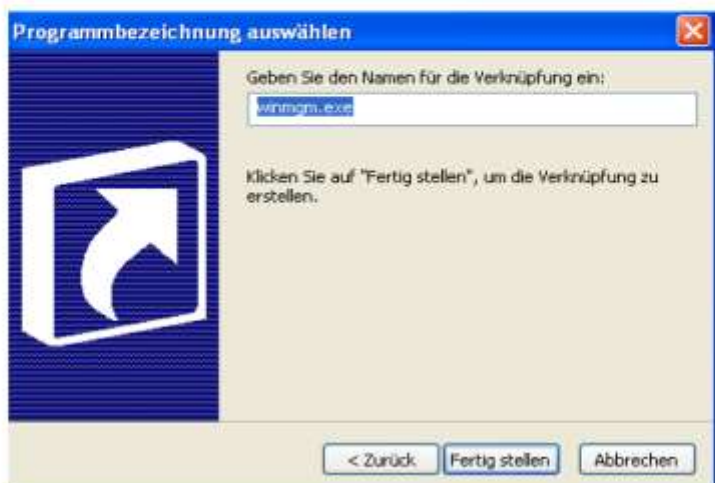 Programmbezeichnung auswählen
Geben Sie den Namen für die Verknüpfung ein:
winmgm.exe
Klicken Sie auf "Fertig stellen", um die Verknüpfung zu
erstellen.
< Zurück Fertig stellen Abbrechen